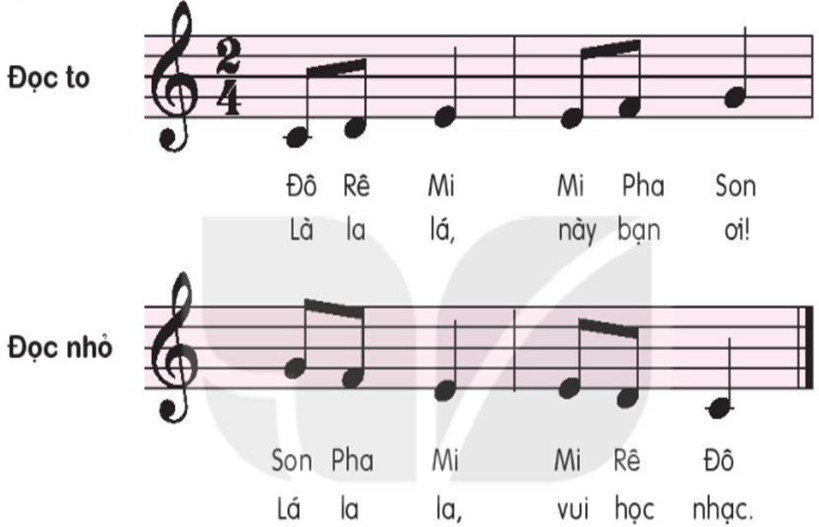 Đọc to
2
4
Đô Rê Mi Mi Pha Son
Là la lá, này bạn ơi!
Đọc nhỏ
Son Pha Mi Mi Rê Đô
Lá la la, vui học nhạc.